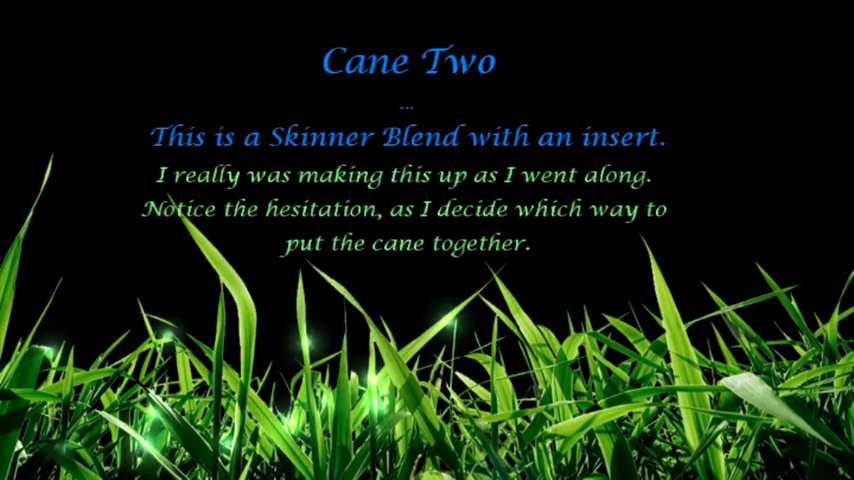 Cane Two
...
This is a Skinner Blend with an insert.
I really was making this up as I went along.
Notice the hesitation, as I decide which way to
put the cane together.